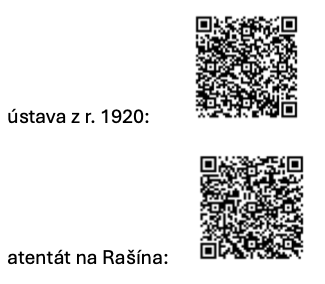 ústava z r. 1920:
atentát na Rašína: